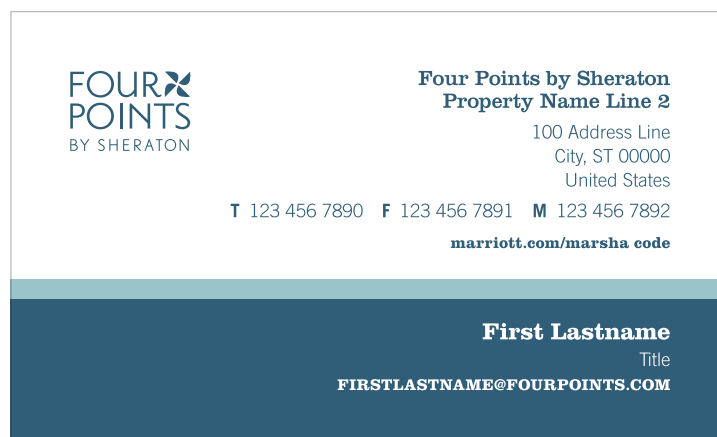 FOUR
POINTS
BY SHERATON
Four Points by Sheraton
Property Name Line 2
100 Address Line
City, ST 00000
United States
T 123 456 7890 F 123 456 7891 M 123 456 7892
marriott.com/marsha code
First Lastname
Title
FIRSTLASTNAME@FOURPOINTS.COM